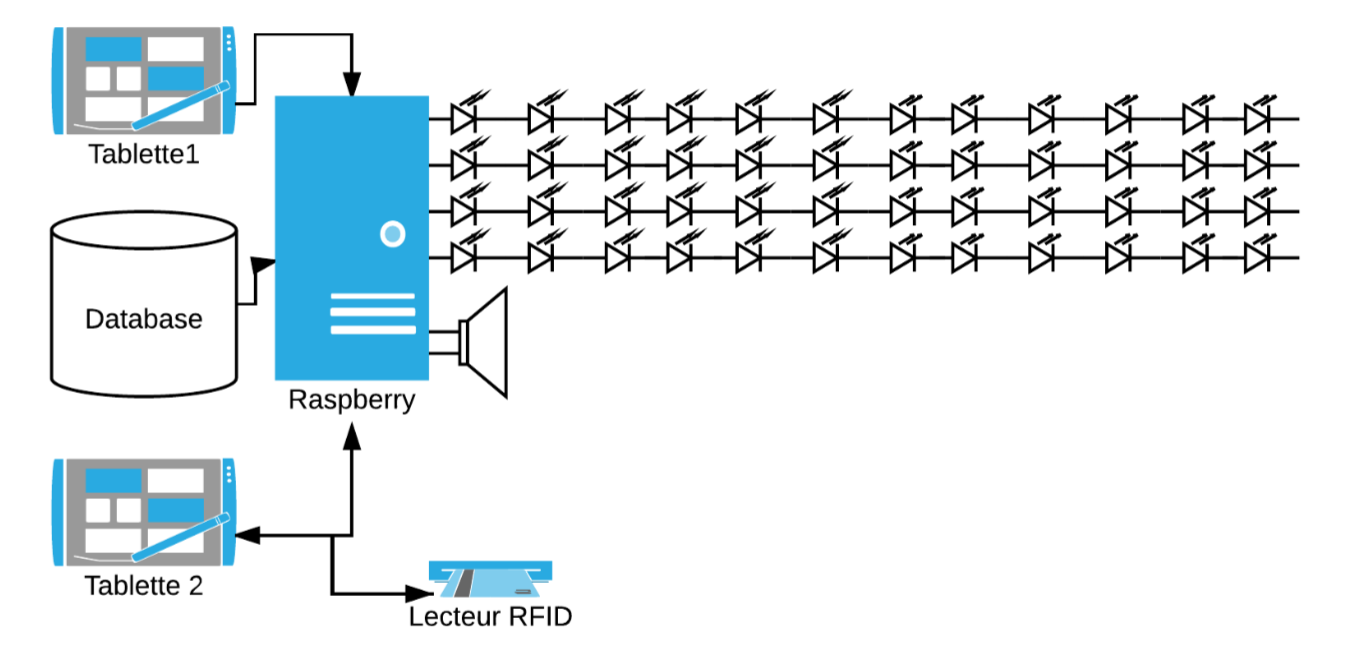 Tablette1
Database
Raspberry
Tablette 2
Lecteur RFID